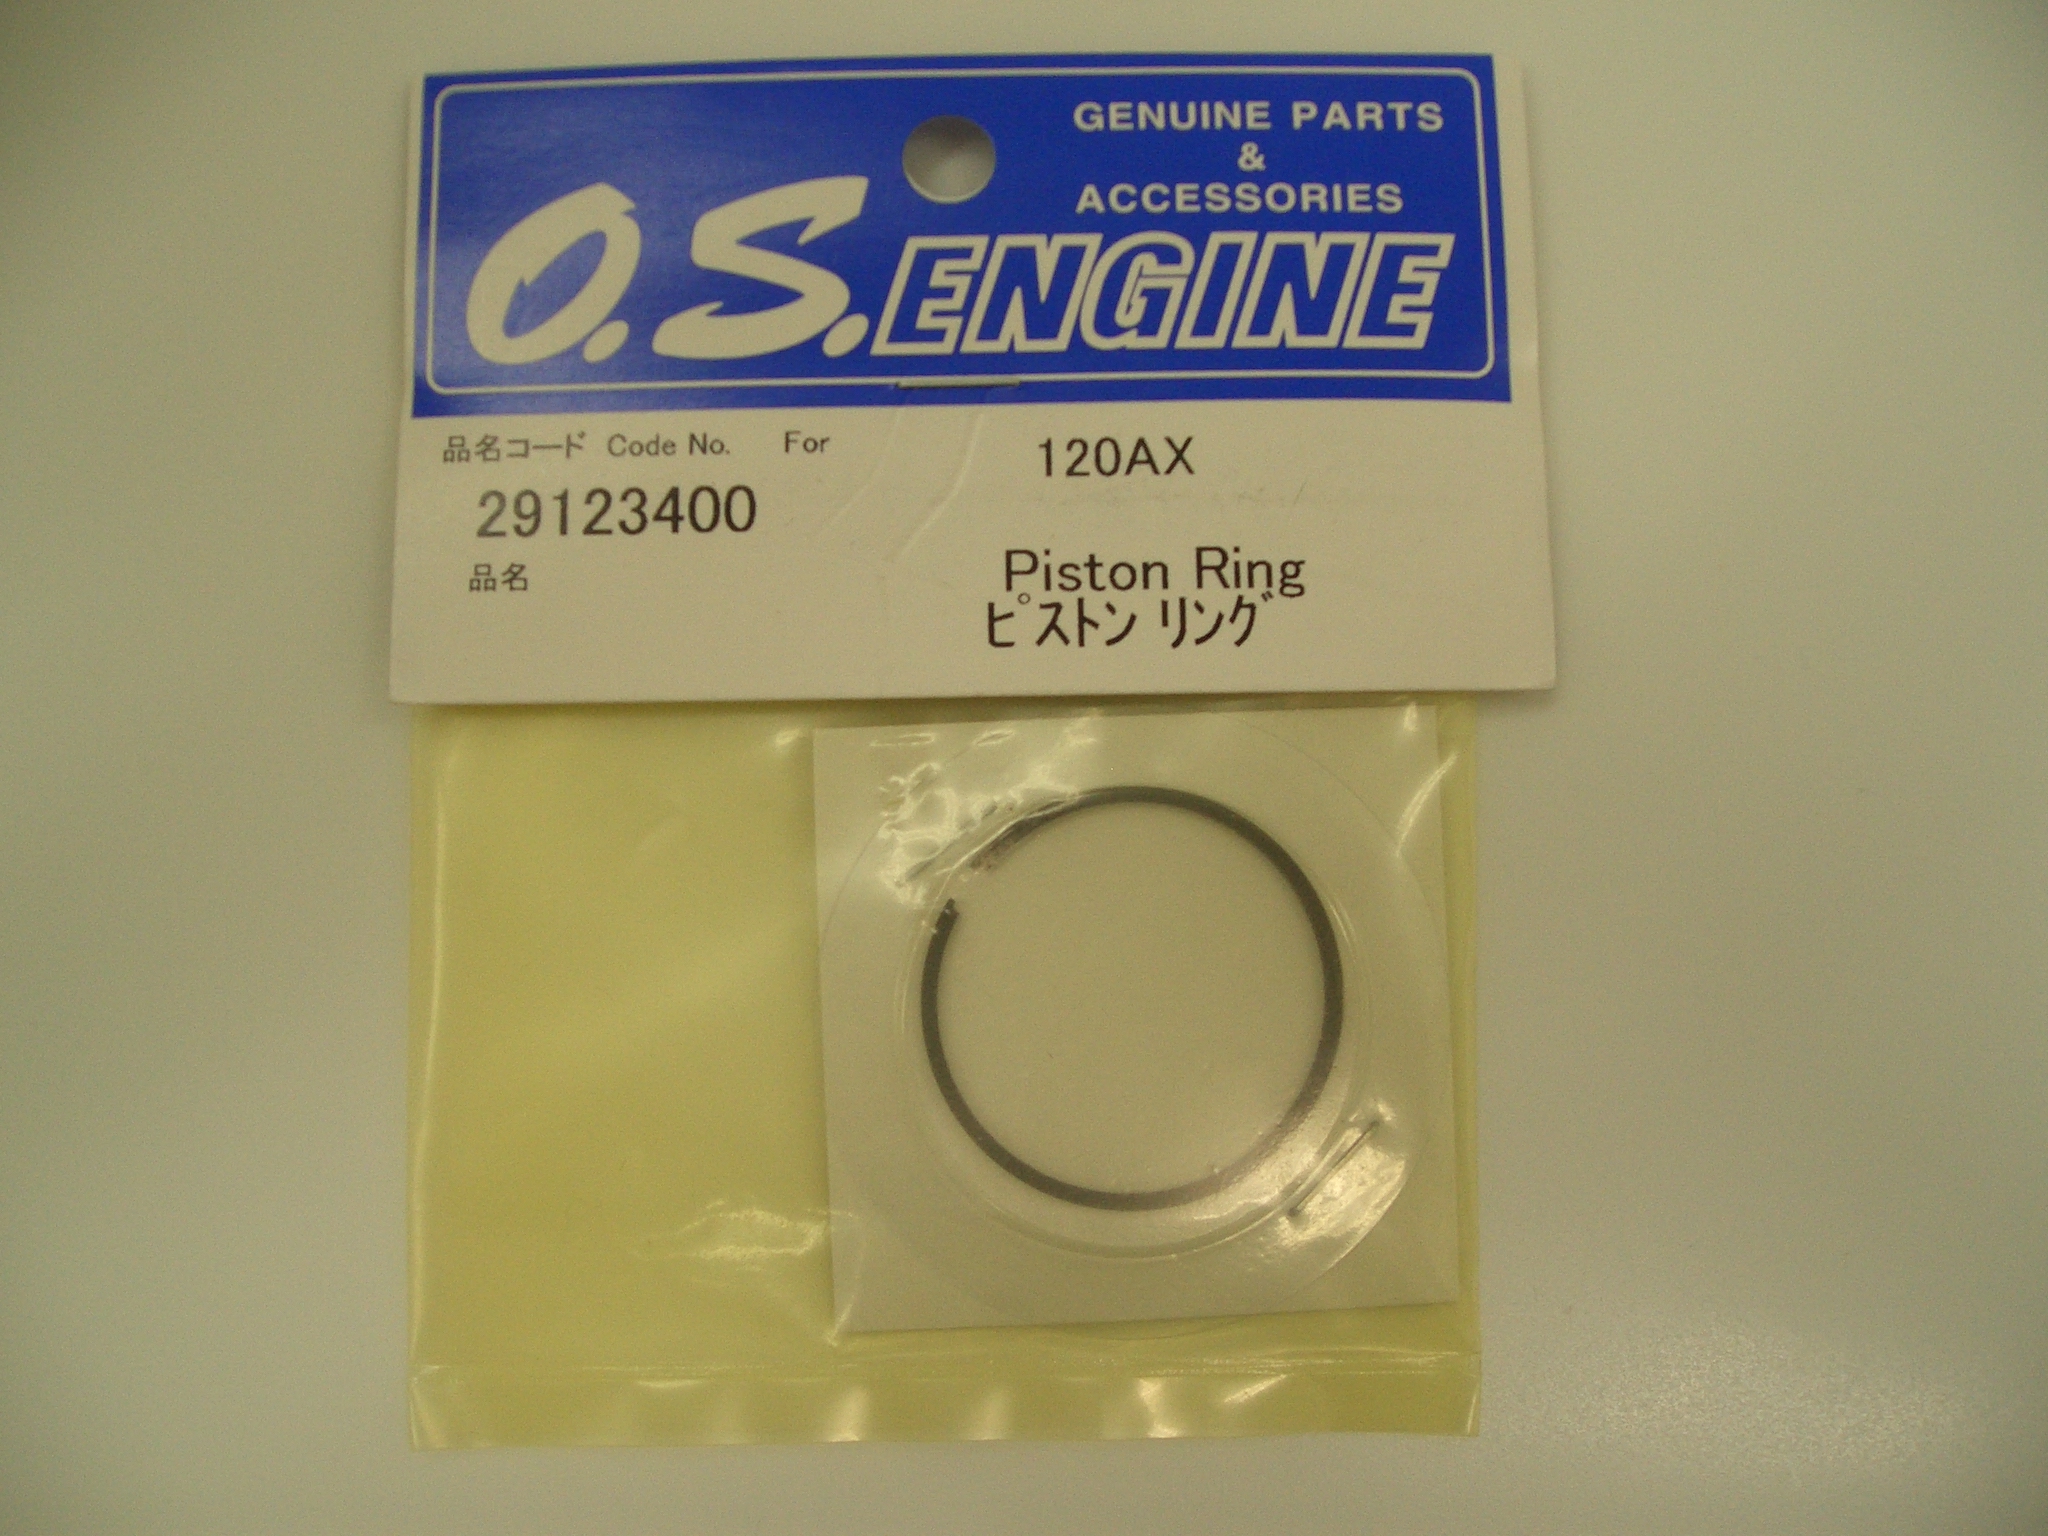 GENUINE PARTS
&
ACCESSORIES
O.S.ENGINE
品名コード Code No. For
120AX
29123400
品名
Piston Ring
ピストン リング